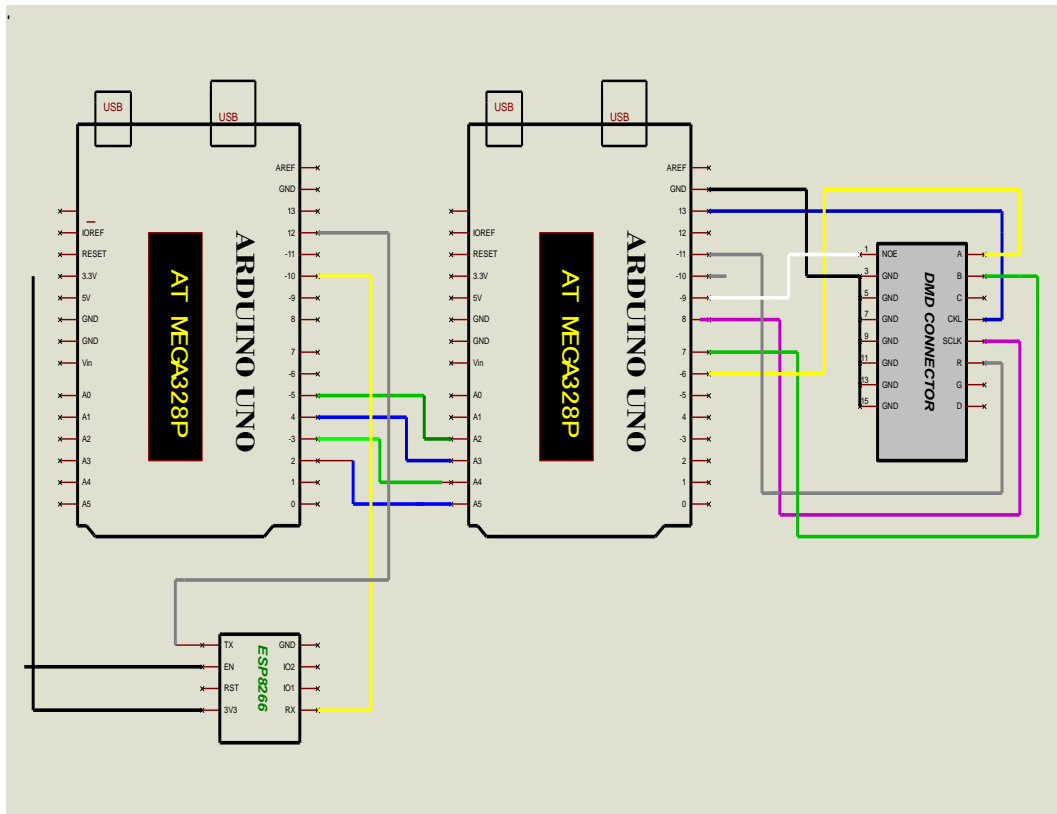 USB
USB
AREF
GND
13
12
-11
-10
-9
8
7
-6
-5
4
-3
2
1
0
IOREF
RESET
3.3V
5V
GND
GND
Vin
A0
A1
A2
A3
A4
A5
AT MEGA328P
ARDUINO UNO
USB
USB
AREF
GND
13
12
-11
-10
-9
8
7
-6
-5
4
-3
2
1
0
IOREF
RESET
3.3V
5V
GND
GND
Vin
A0
A1
A2
A3
A4
A5
AT MEGA328P
ARDUINO UNO
1 NOE A
3 GND B
5 GND C
7 GND CKL
9 GND SCLK
11 GND R
13 GND G
15 GND D
DMD CONNECTOR
TX GND
EN IO2
RST IO1
3V3 RX
ESP8266